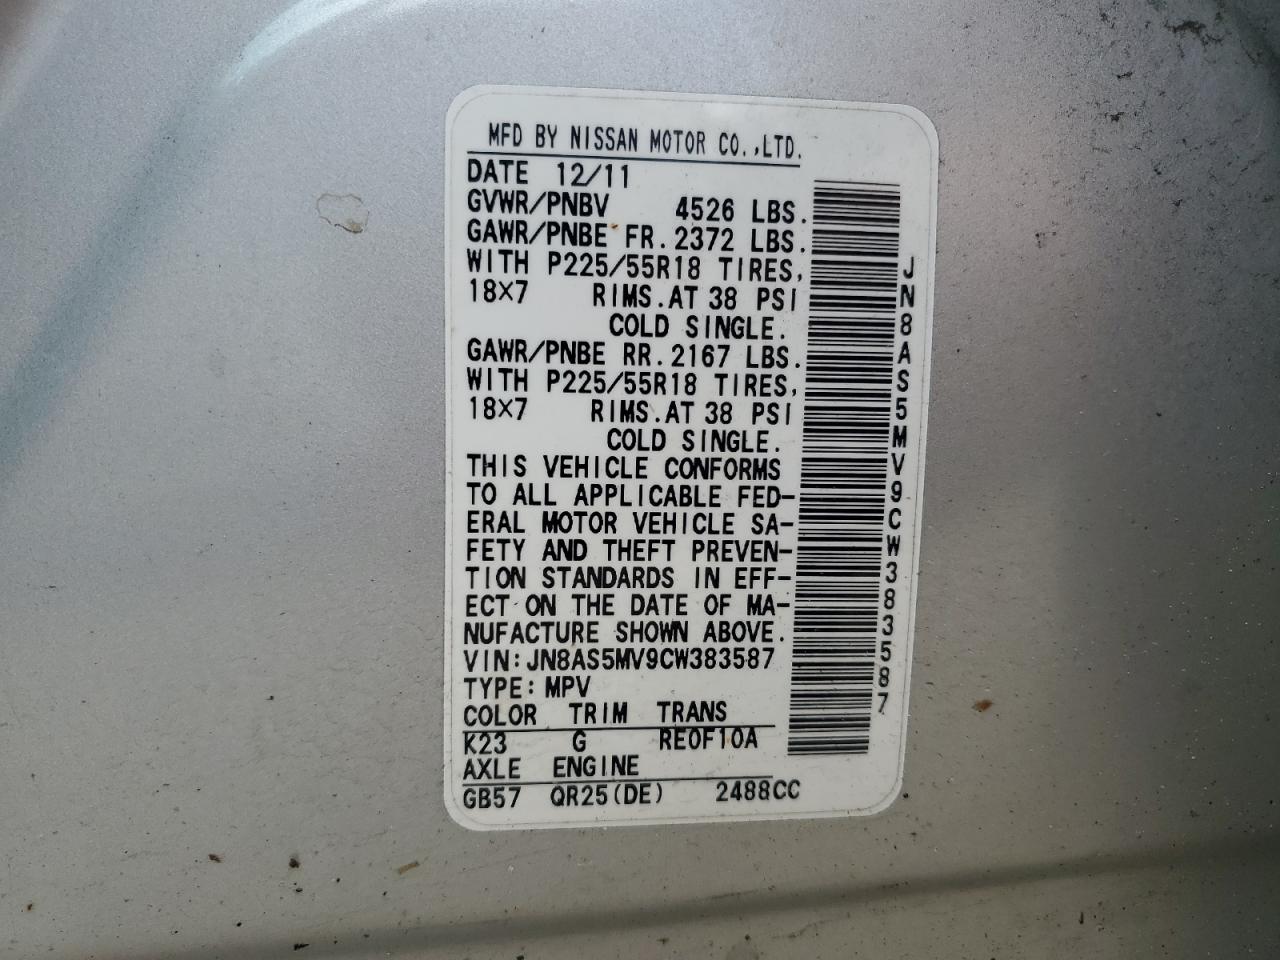 MFD BY NISSAN MOTOR CO.,LTD.
DATE 12/11
GVWR/PNBV 4526 LBS.
GAWR/PNBE FR.2372 LBS.
WITH P225/55R18 TIRES,
18X7 RIMS.AT 38 PSI
COLD SINGLE.
GAWR/PNBE RR.2167 LBS.
WITH P225/55R18 TIRES,
18X7 RIMS.AT 38 PSI
COLD SINGLE.
THIS VEHICLE CONFORMS
TO ALL APPLICABLE FED-
ERAL MOTOR VEHICLE SA-
FETY AND THEFT PREVEN-
TION STANDARDS IN EFF-
ECT ON THE DATE OF MA-
NUFACTURE SHOWN ABOVE.
VIN:JN8AS5MV9CW383587
TYPE:MPV
COLOR TRIM TRANS
K23 G RE0F10A
AXLE ENGINE
GB57 QR25(DE) 2488CC
JN8AS5MV9CW383587